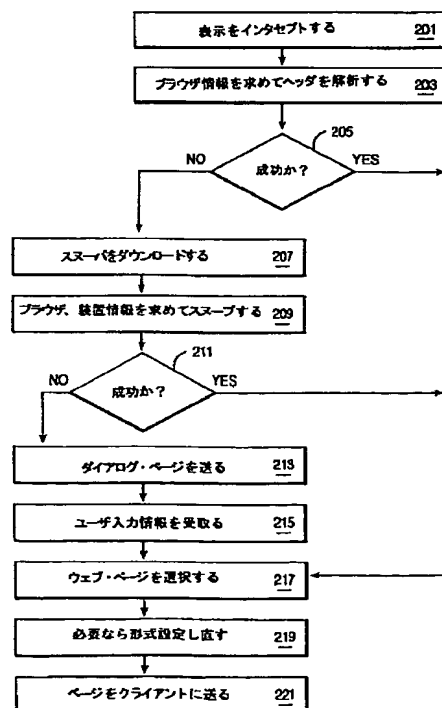 表示をインタセプトする 201
ブラウザ情報を求めてヘッダを解析する 203
205
NO 成功か？ YES
スヌーパをダウンロードする 207
ブラウザ、装置情報を求めてスヌープする 209
211
NO 成功か？ YES
ダイアログ・ページを送る 213
ユーザ入力情報を受取る 215
ウェブ・ページを選択する 217
必要なら形式設定し直す 219
ページをクライアントに送る 221